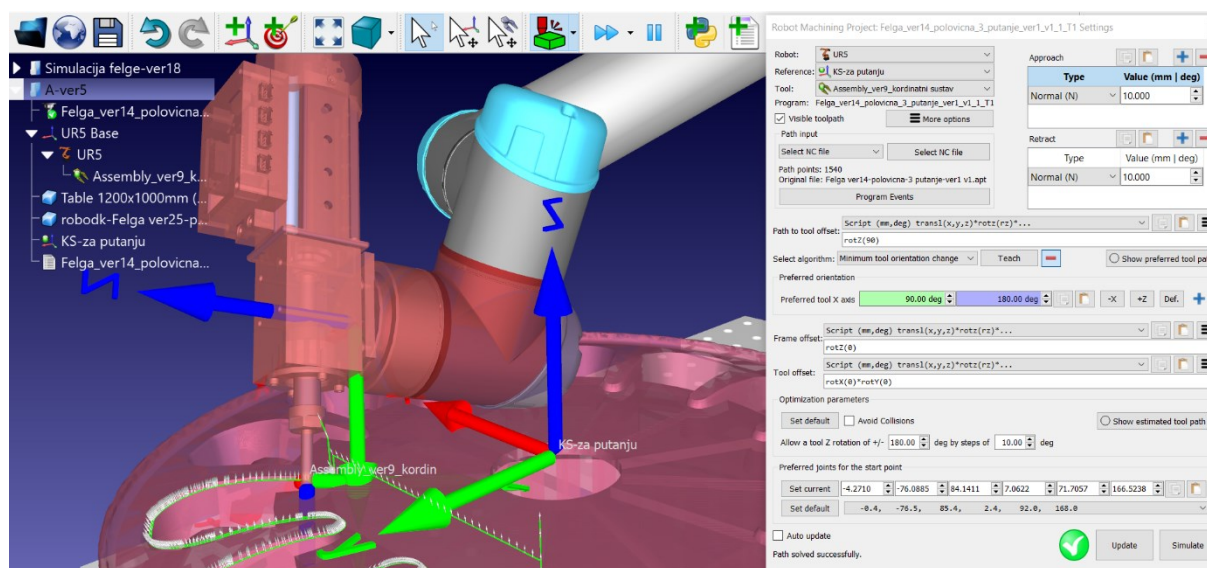 Robot Machining Project: Felga_ver14_polovicna_3_putanje_ver1_v1_1_T1 Settings
Simulacija felge-ver18
A-ver5
Felga_ver14_polovicna...
UR5 Base
UR5
Assembly_ver9_k...
Table 1200x1000mm (...
robodk-Felga ver25-p...
KS-za putanju
Felga_ver14_polovicna...
Z
KS-za putanju
Assembly_ver9_kordin
Robot: UR5
Reference: KS-za putanju
Tool: Assembly_ver9_kordinatni sustav
Program: Felga_ver14_polovicna_3_putanje_ver1_v1_1_T1
Visible toolpath More options
Path input
Select NC file Select NC file
Path points: 1540
Original file: Felga ver14-polovicna-3 putanje-ver1 v1.apt
Program Events
Approach
Type Value (mm | deg)
Normal (N) 10.000
Retract
Type Value (mm | deg)
Normal (N) 10.000
Path to tool offset: Script (mm,deg) transl(x,y,z)*rotz(rz)*...
rotZ(90)
Select algorithm: Minimum tool orientation change Teach Show preferred tool pa
Preferred orientation
Preferred tool X axis 90.00 deg 180.00 deg -X +Z Def.
Frame offset: Script (mm,deg) transl(x,y,z)*rotz(rz)*...
rotZ(0)
Tool offset: Script (mm,deg) transl(x,y,z)*rotz(rz)*...
rotX(0)*rotY(0)
Optimization parameters
Set default Avoid Collisions Show estimated tool path
Allow a tool Z rotation of +/- 180.00 deg by steps of 10.00 deg
Preferred joints for the start point
Set current -4.2710 -76.0885 84.1411 7.0622 71.7057 166.5238
Set default -0.4, -76.5, 85.4, 2.4, 92.0, 168.0
Auto update
Path solved successfully.
Update Simulate